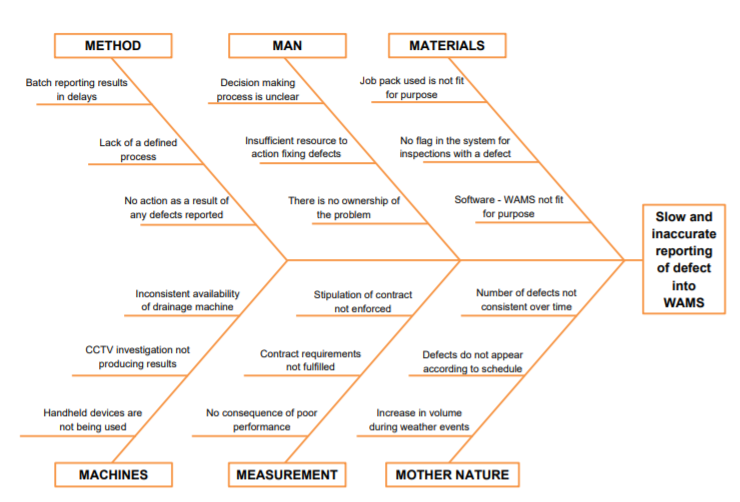 METHOD
MAN
MATERIALS
Batch reporting results
in delays
Decision making
process is unclear
Job pack used is not fit
for purpose
Lack of a defined
process
Insufficient resource to
action fixing defects
No flag in the system for
inspections with a defect
No action as a result of
any defects reported
There is no ownership of
the problem
Software - WAMS not fit
for purpose
Slow and
inaccurate
reporting
of defect
into
WAMS
Inconsistent availability
of drainage machine
Stipulation of contract
not enforced
Number of defects not
consistent over time
CCTV investigation not
producing results
Contract requirements
not fulfilled
Defects do not appear
according to schedule
Handheld devices are
not being used
No consequence of poor
performance
Increase in volume
during weather events
MACHINES
MEASUREMENT
MOTHER NATURE